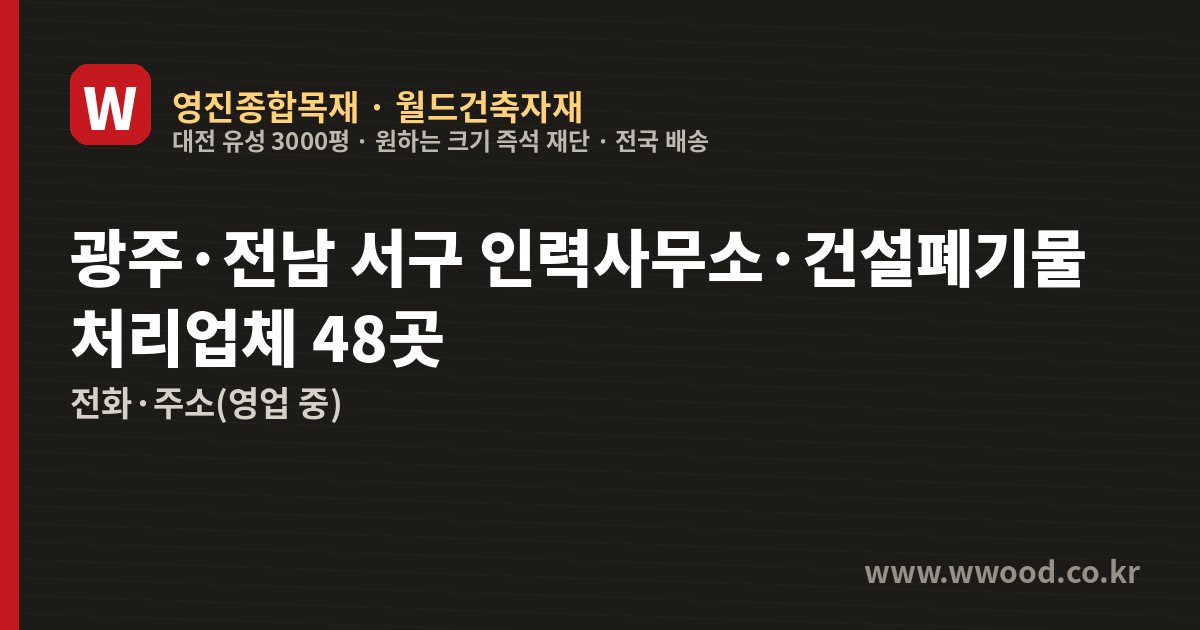 W
영진종합목재 · 월드건축자재
대전 유성 3000평 · 원하는 크기 즉석 재단 · 전국 배송
광주·전남 서구 인력사무소·건설폐기물
처리업체 48곳
전화·주소(영업 중)
www.wwood.co.kr